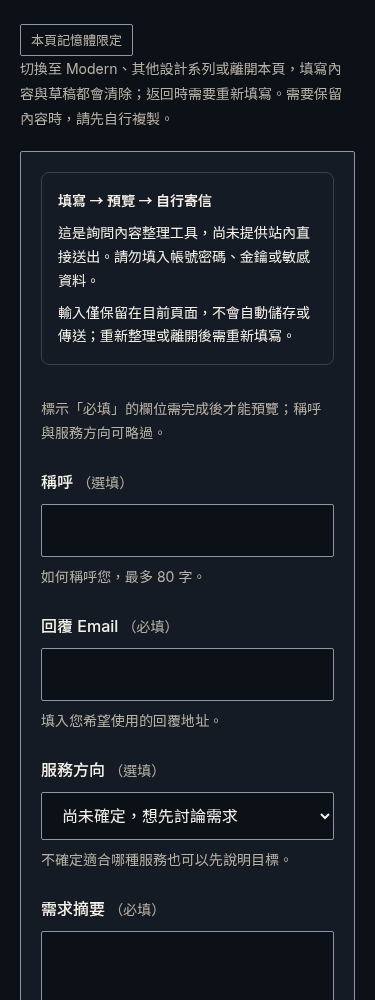 本頁記憶體限定
切換至 Modern、其他設計系列或離開本頁，填寫內
容與草稿都會清除；返回時需要重新填寫。需要保留
內容時，請先自行複製。
填寫 → 預覽 → 自行寄信
這是詢問內容整理工具，尚未提供站內直
接送出。請勿填入帳號密碼、金鑰或敏感
資料。
輸入僅保留在目前頁面，不會自動儲存或
傳送；重新整理或離開後需重新填寫。
標示「必填」的欄位需完成後才能預覽；稱呼
與服務方向可略過。
稱呼 （選填）
如何稱呼您，最多 80 字。
回覆 Email （必填）
填入您希望使用的回覆地址。
服務方向 （選填）
尚未確定，想先討論需求
不確定適合哪種服務也可以先說明目標。
需求摘要 （必填）